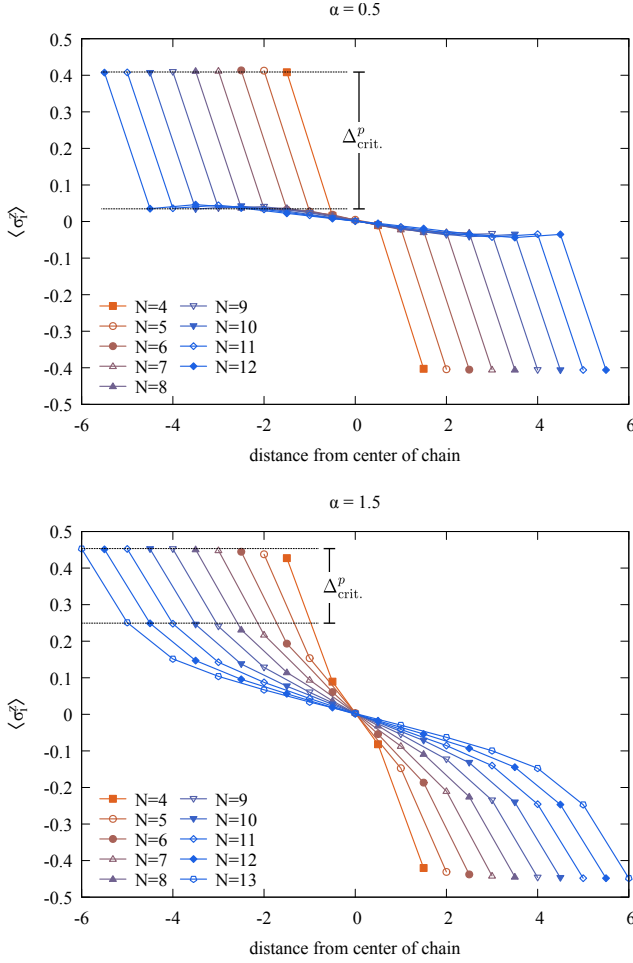 α = 0.5
0.5
0.4
0.3
0.2
0.1
0
-0.1
-0.2
-0.3
-0.4
-0.5
⟨σᵢᶻ⟩
Δᵖcrit.
N=4 N=9
N=5 N=10
N=6 N=11
N=7 N=12
N=8
-6 -4 -2 0 2 4 6
distance from center of chain
α = 1.5
0.5
0.4
0.3
0.2
0.1
0
-0.1
-0.2
-0.3
-0.4
-0.5
⟨σᵢᶻ⟩
Δᵖcrit.
N=4 N=9
N=5 N=10
N=6 N=11
N=7 N=12
N=8 N=13
-6 -4 -2 0 2 4 6
distance from center of chain